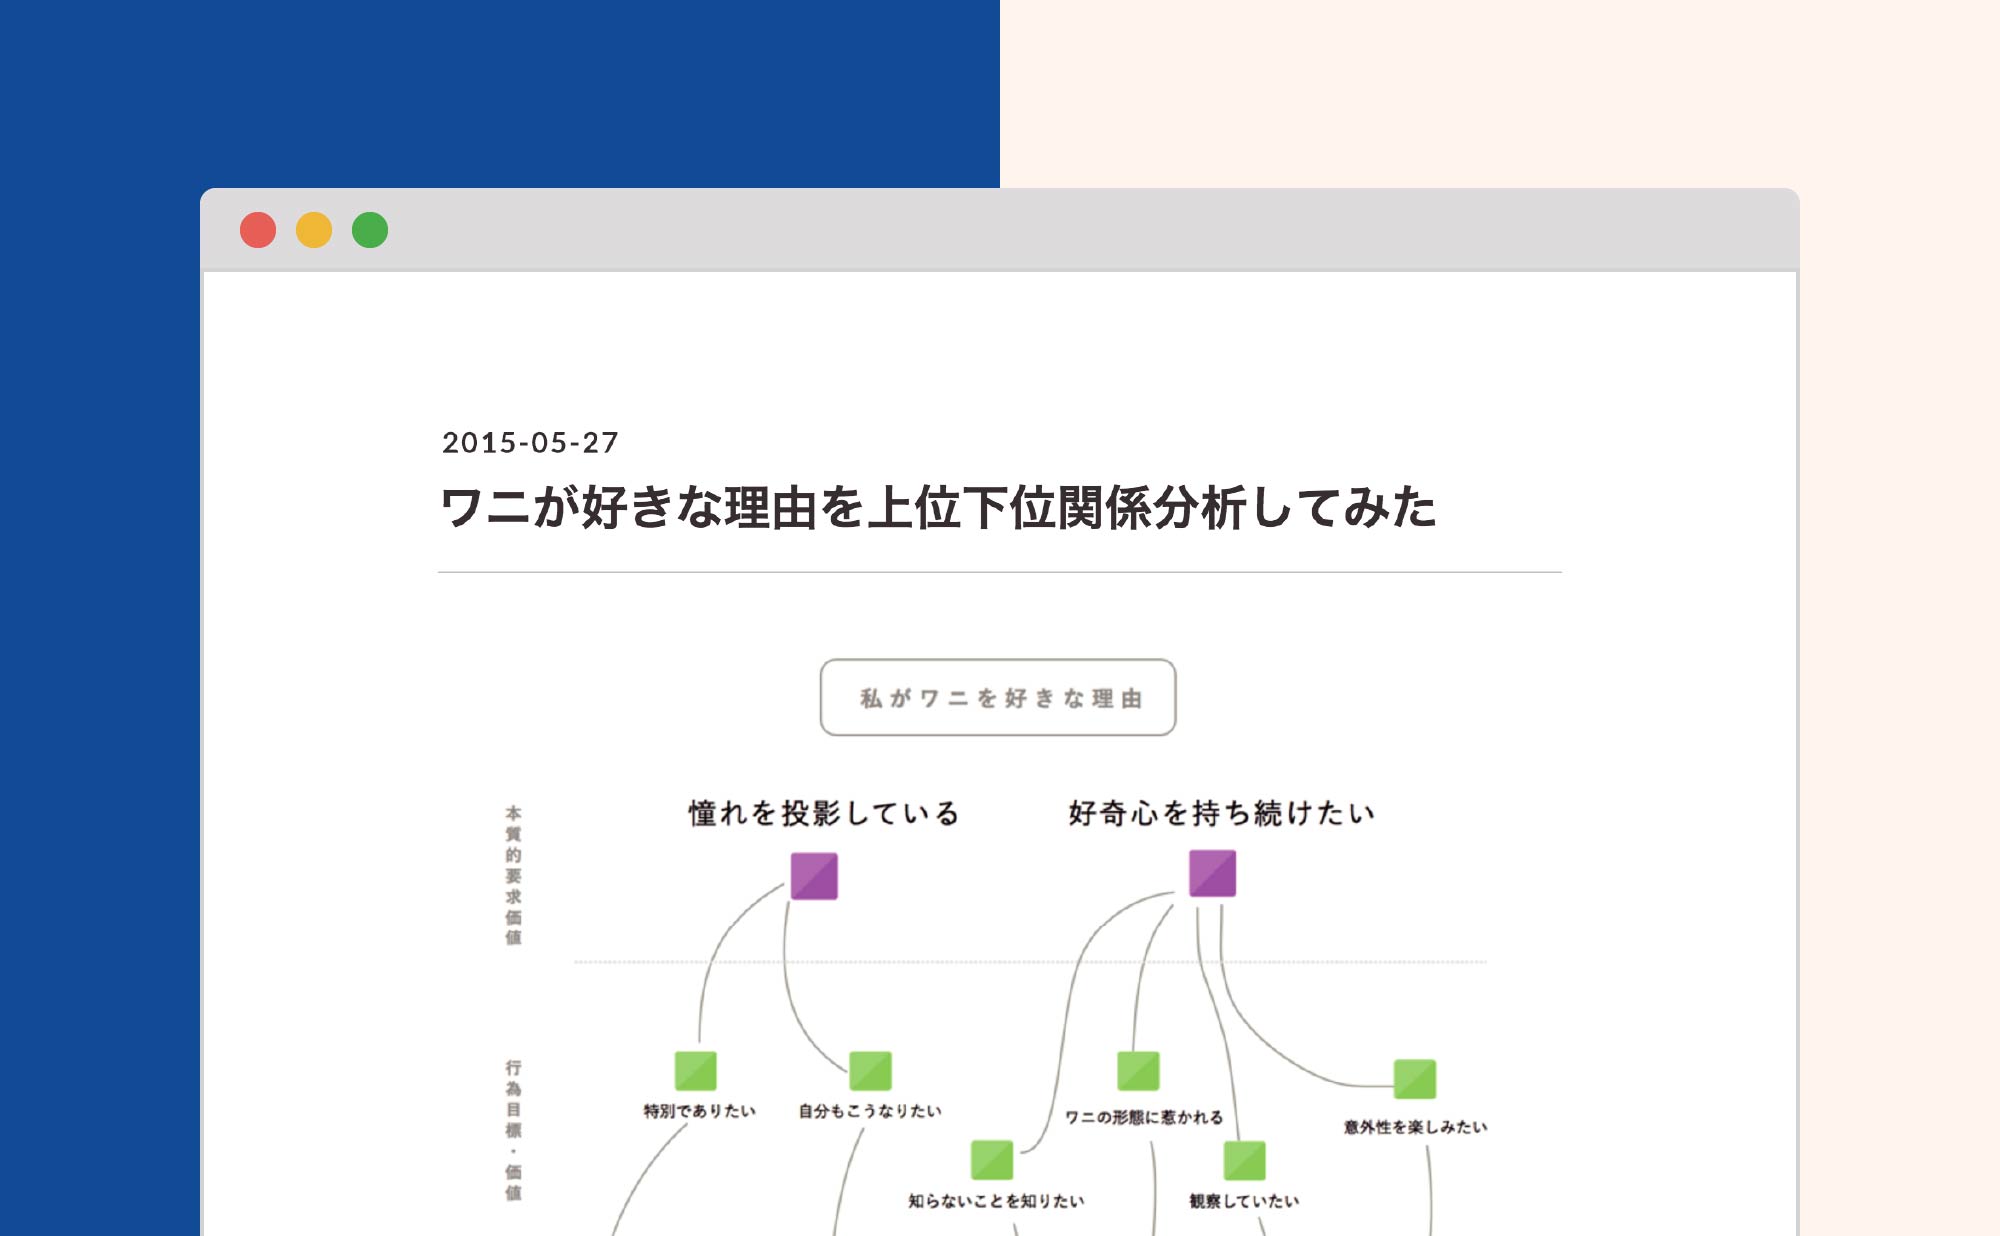 2015-05-27
ワニが好きな理由を上位下位関係分析してみた
私がワニを好きな理由
本質的要求価値
憧れを投影している
好奇心を持ち続けたい
行為目標・価値
特別でありたい
自分もこうなりたい
ワニの形態に惹かれる
意外性を楽しみたい
知らないことを知りたい
観察していたい